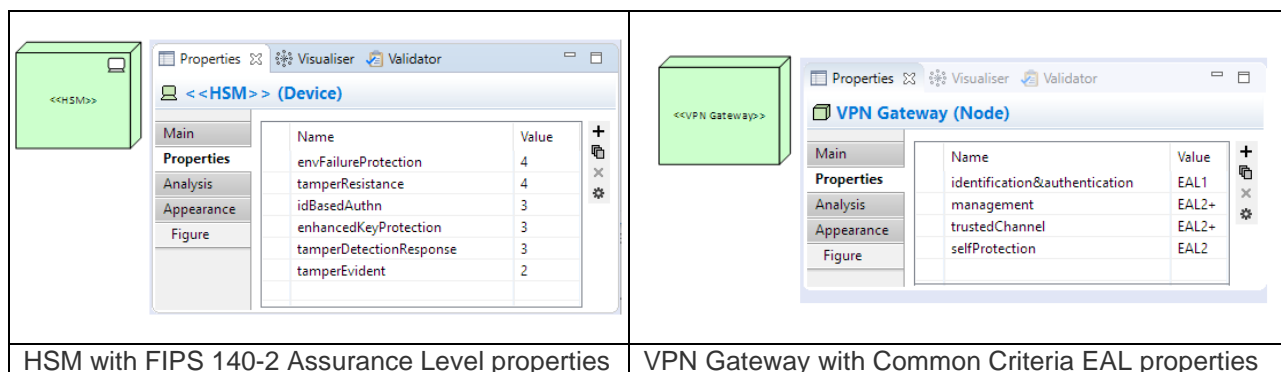 <<HSM>>
Properties Visualiser Validator
<<HSM>> (Device)
Main
Properties
Analysis
Appearance
Figure
Name Value
envFailureProtection 4
tamperResistance 4
idBasedAuthn 3
enhancedKeyProtection 3
tamperDetectionResponse 3
tamperEvident 2
HSM with FIPS 140-2 Assurance Level properties
<<VPN Gateway>>
Properties Visualiser Validator
VPN Gateway (Node)
Main
Properties
Analysis
Appearance
Figure
Name Value
identification&authentication EAL1
management EAL2+
trustedChannel EAL2+
selfProtection EAL2
VPN Gateway with Common Criteria EAL properties